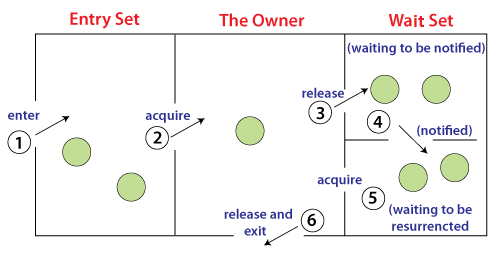 Entry Set
The Owner
Wait Set
(waiting to be notified)
enter
1
acquire
2
release
3
4
(notified)
acquire
5
(waiting to be
resurrencted
release and
exit
6